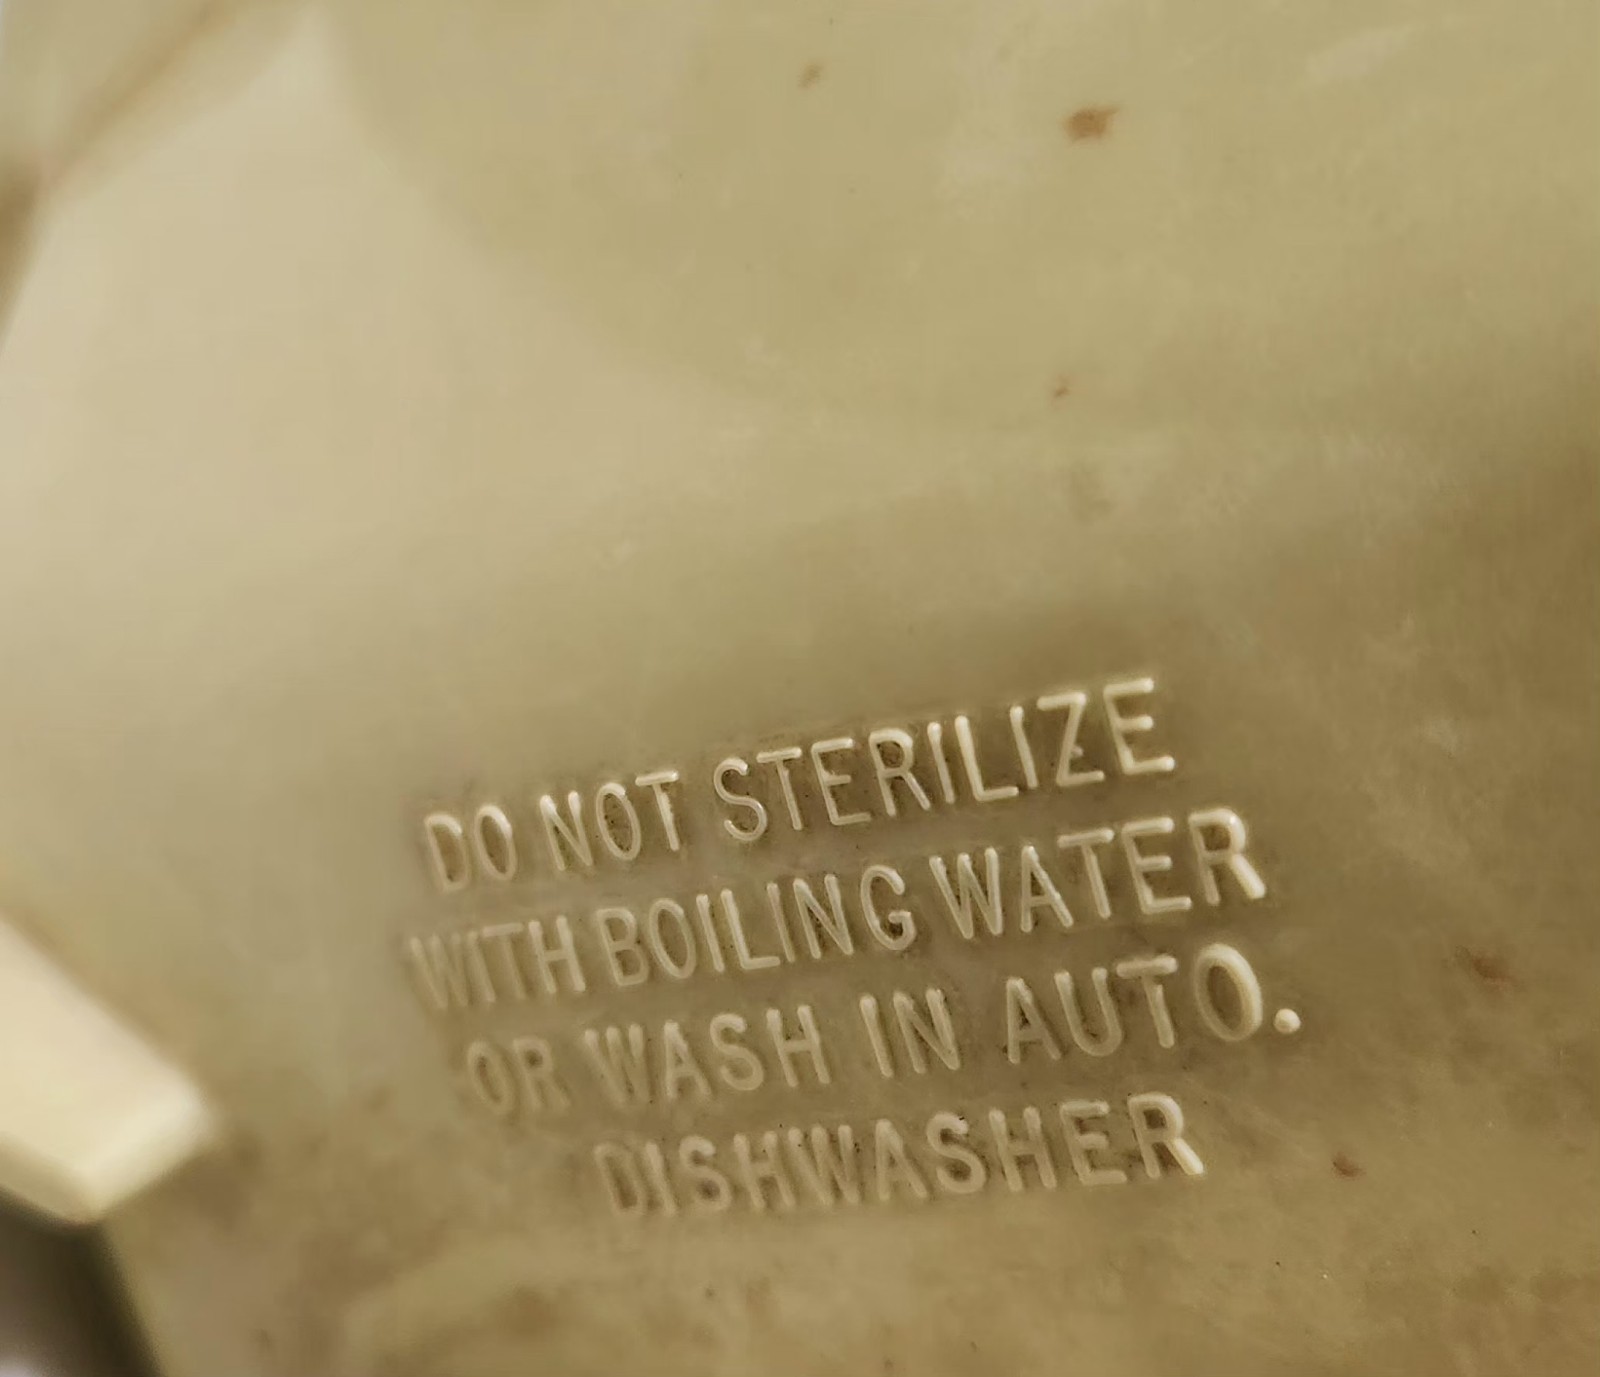 DO NOT STERILIZE
WITH BOILING WATER
OR WASH IN AUTO.
DISHWASHER